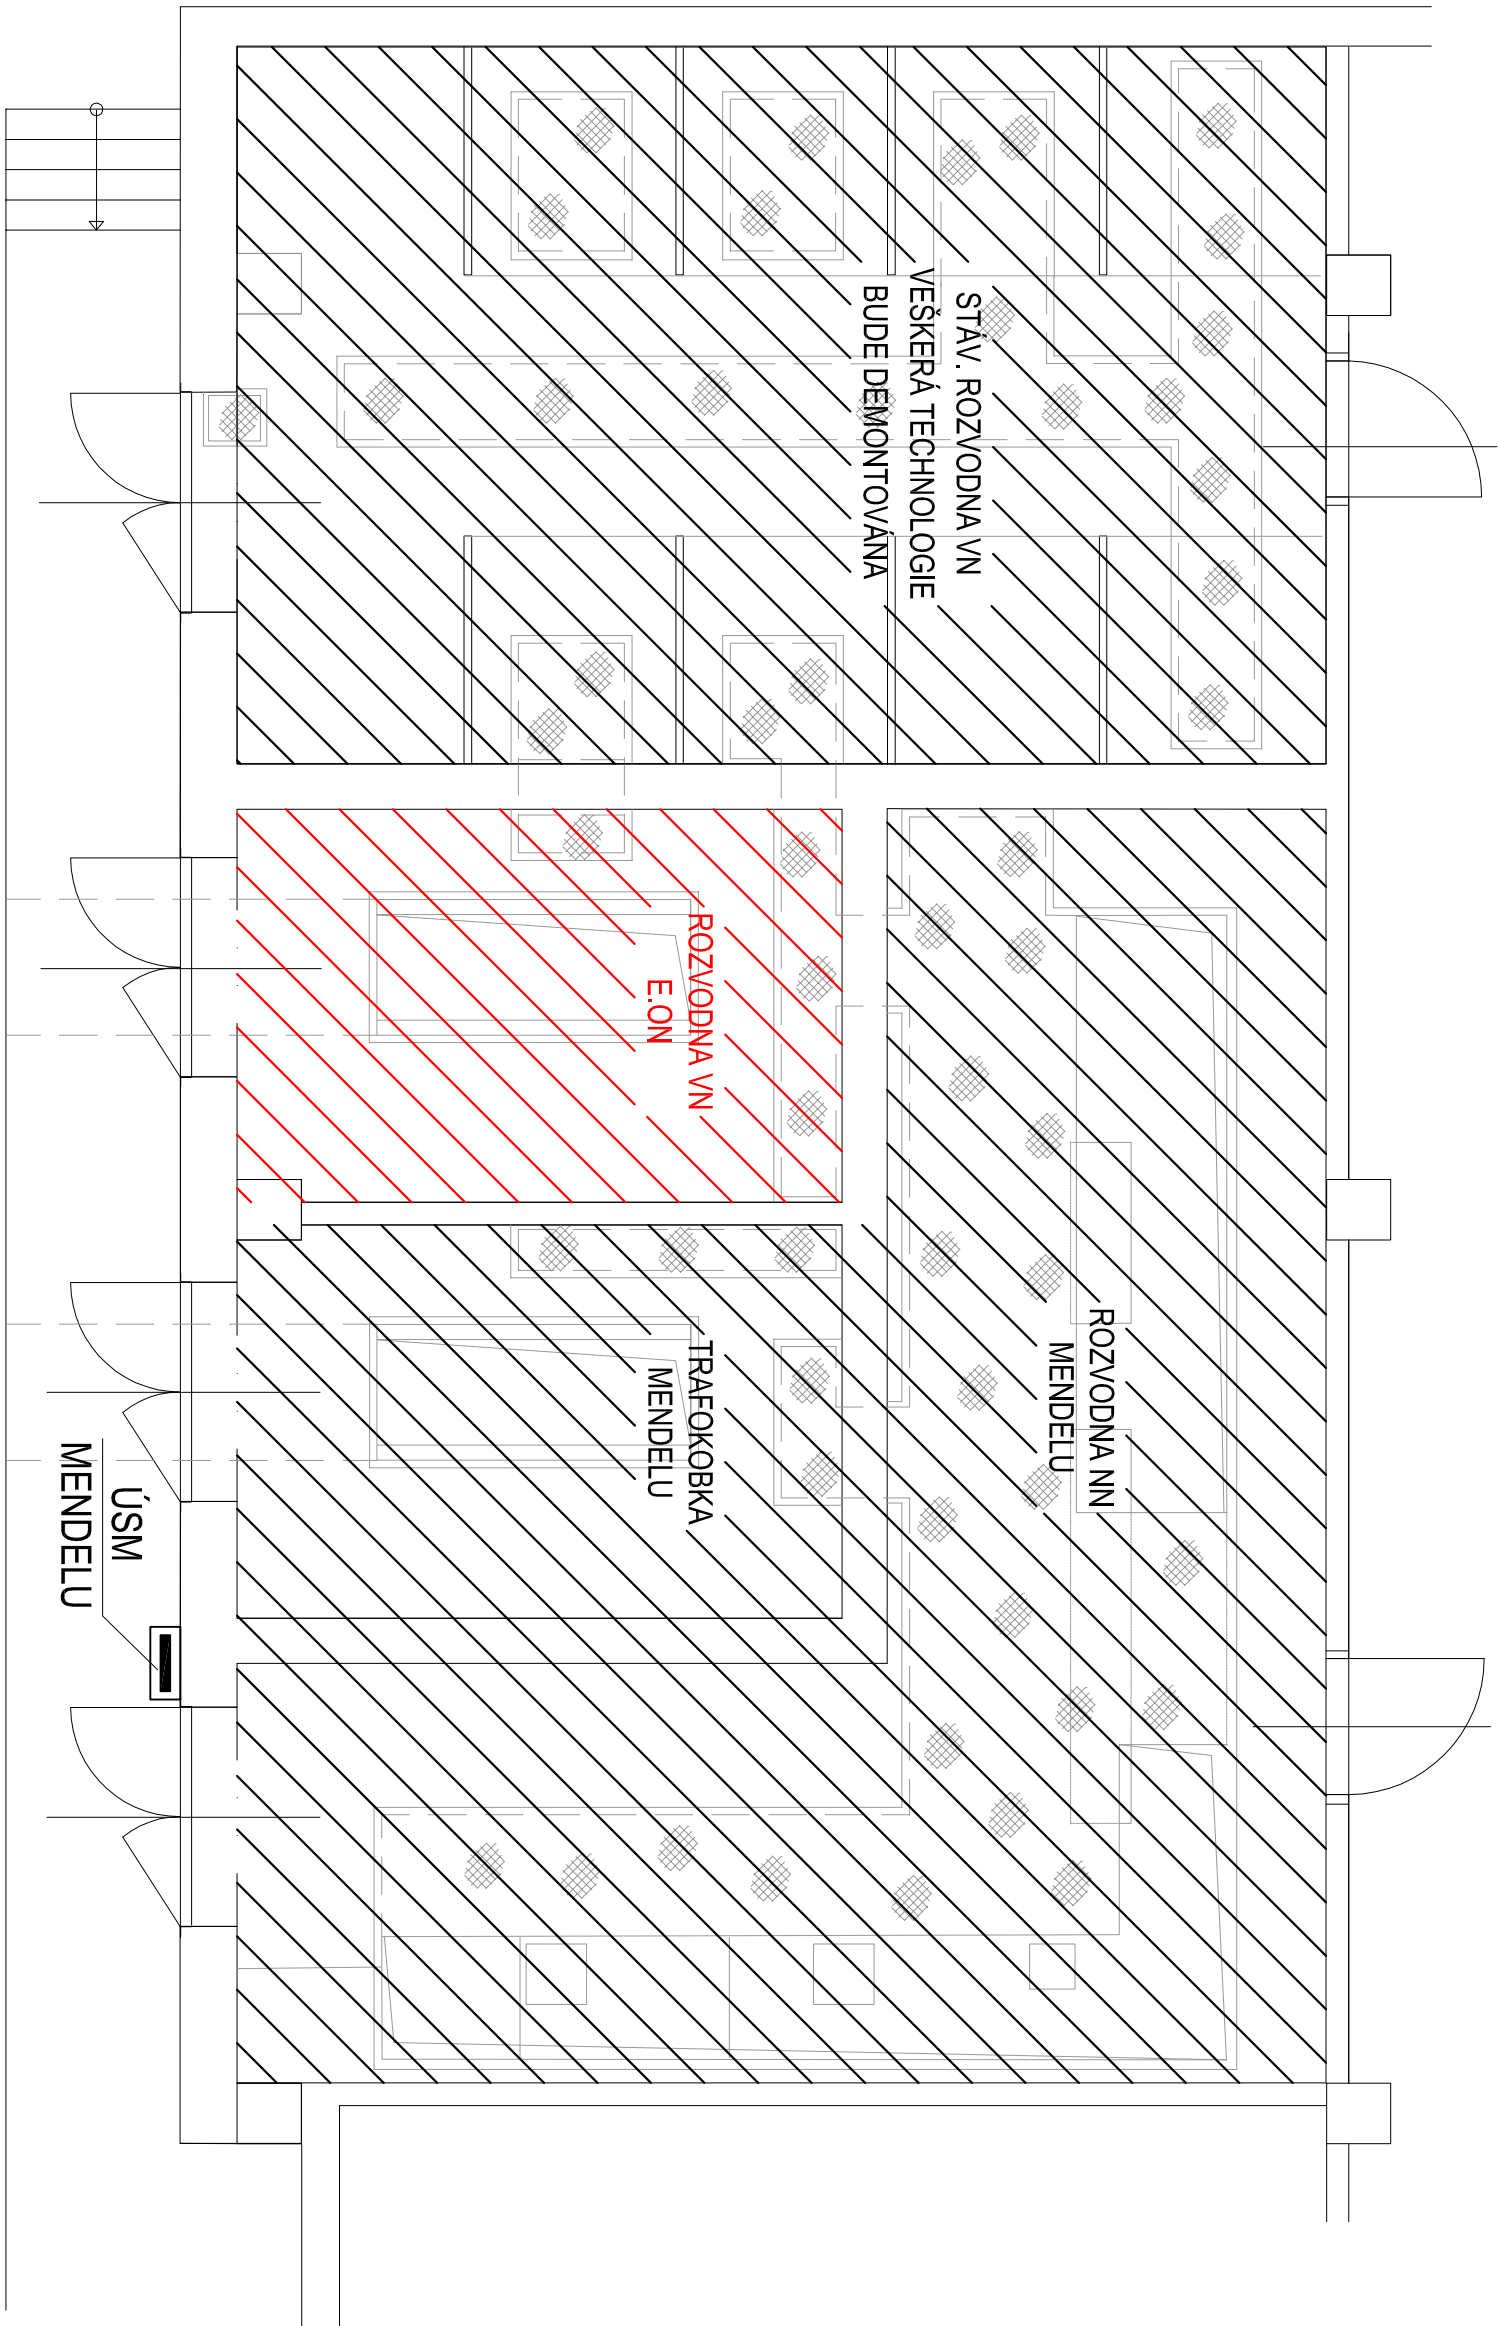 STÁV. ROZVODNA VN
VEŠKERÁ TECHNOLOGIE
BUDE DEMONTOVÁNA
ROZVODNA VN
E.ON
ROZVODNA NN
MENDELU
TRAFOKOBKA
MENDELU
ÚSM
MENDELU